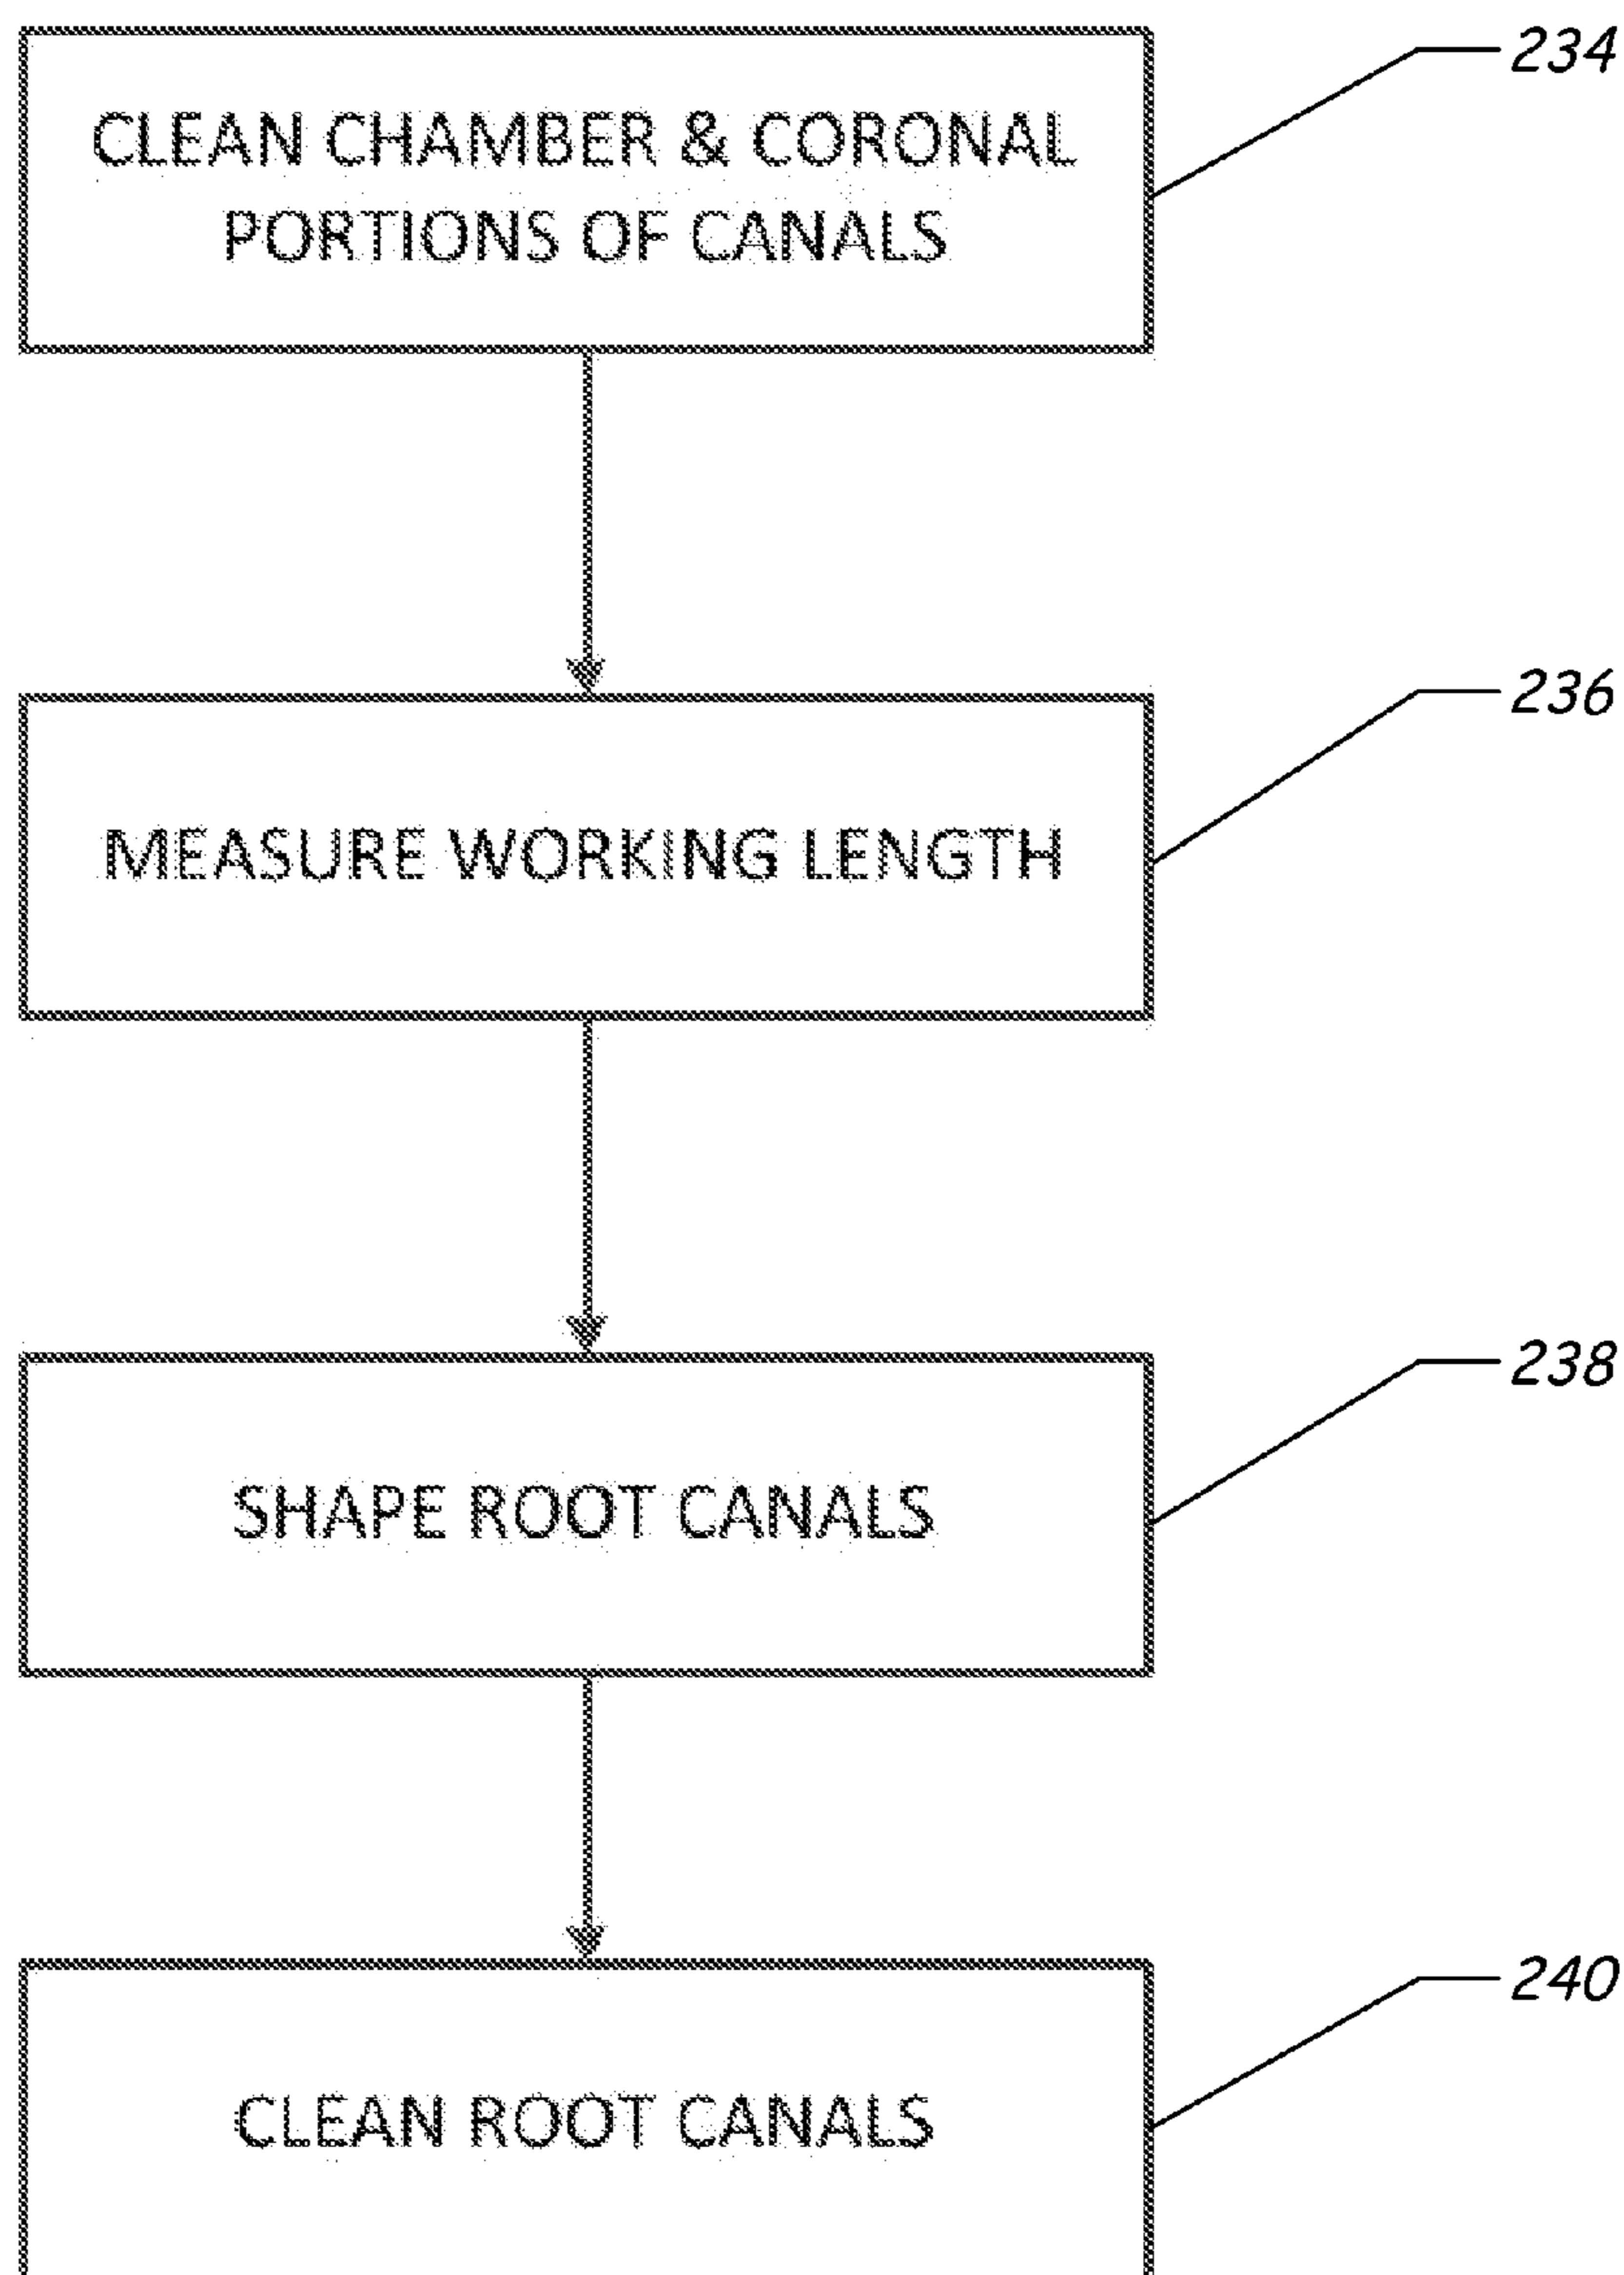 234
CLEAN CHAMBER & CORONAL
PORTIONS OF CANALS
236
MEASURE WORKING LENGTH
238
SHAPE ROOT CANALS
240
CLEAN ROOT CANALS